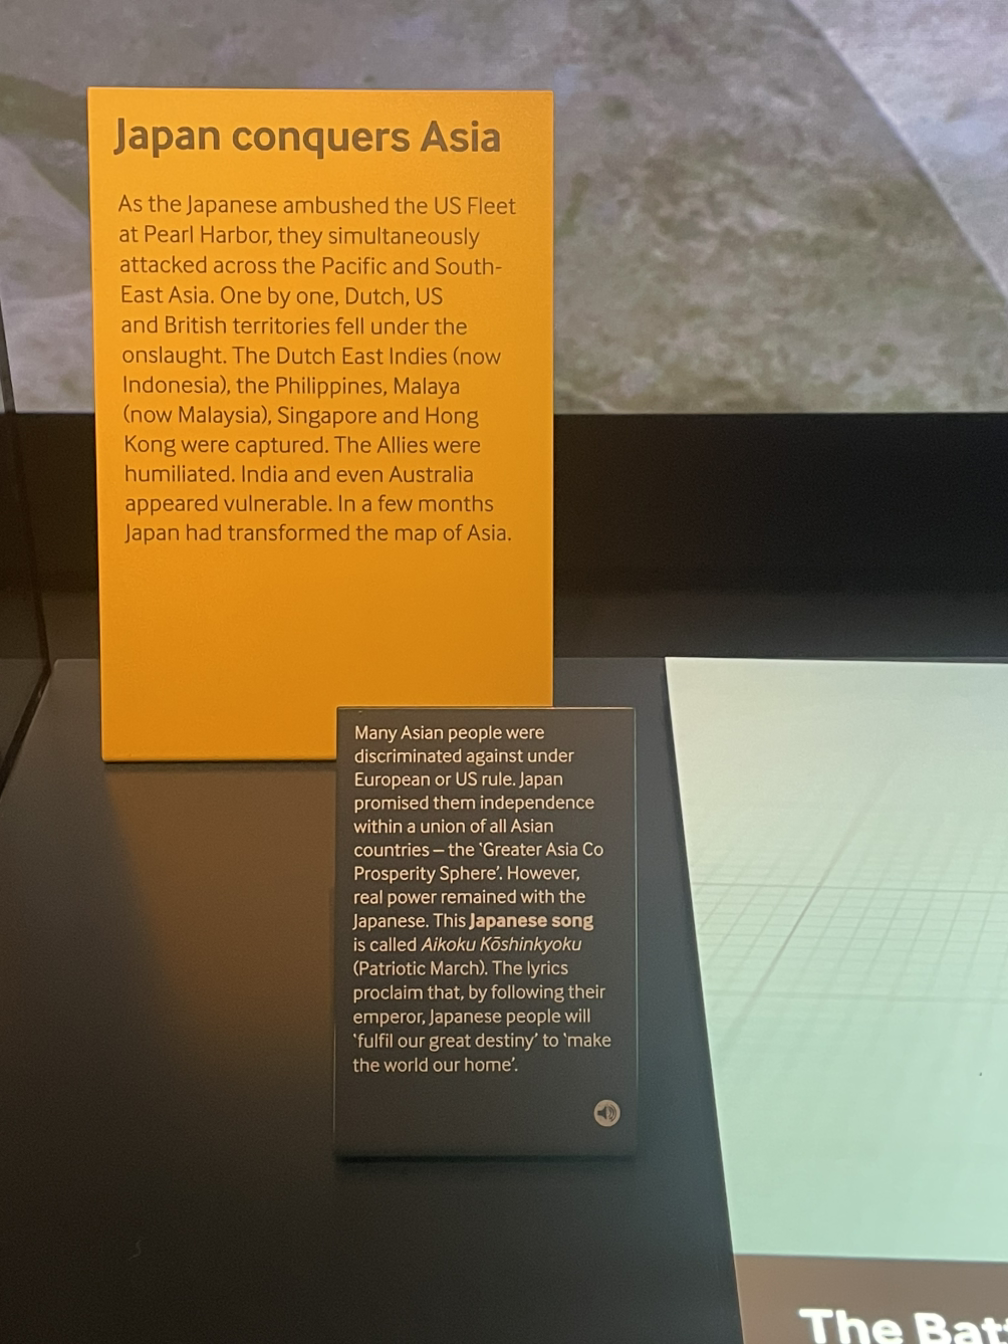 Japan conquers Asia
As the Japanese ambushed the US Fleet
at Pearl Harbor, they simultaneously
attacked across the Pacific and South-
East Asia. One by one, Dutch, US
and British territories fell under the
onslaught. The Dutch East Indies (now
Indonesia), the Philippines, Malaya
(now Malaysia), Singapore and Hong
Kong were captured. The Allies were
humiliated. India and even Australia
appeared vulnerable. In a few months
Japan had transformed the map of Asia.
Many Asian people were
discriminated against under
European or US rule. Japan
promised them independence
within a union of all Asian
countries – the ‘Greater Asia Co
Prosperity Sphere’. However,
real power remained with the
Japanese. This Japanese song
is called Aikoku Kōshinkyoku
(Patriotic March). The lyrics
proclaim that, by following their
emperor, Japanese people will
‘fulfil our great destiny’ to ‘make
the world our home’.
The